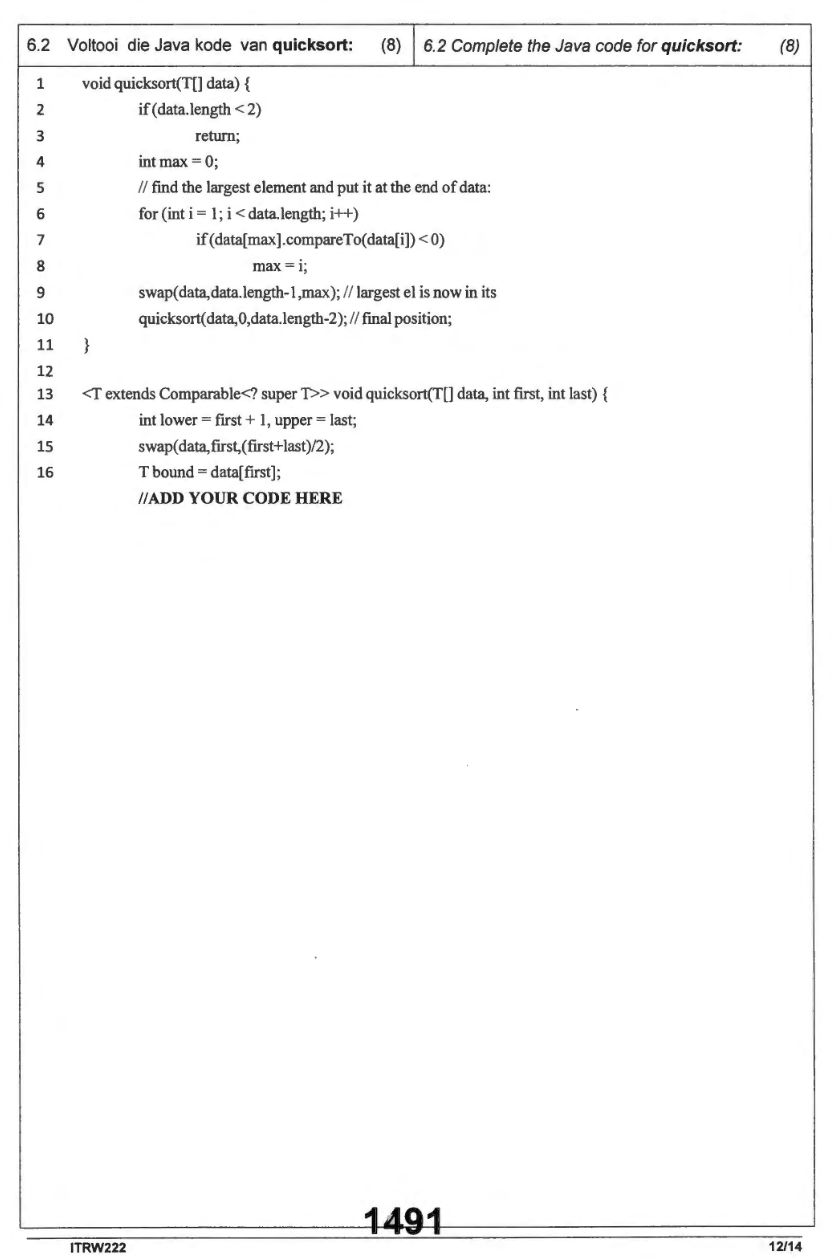 6.2 Voltooi die Java kode van quicksort: (8) 6.2 Complete the Java code for quicksort: (8)
1 void quicksort(T[] data) {
2 if (data.length < 2)
3 return;
4 int max = 0;
5 // find the largest element and put it at the end of data:
6 for (int i = 1; i < data.length; i++)
7 if (data[max].compareTo(data[i]) < 0)
8 max = i;
9 swap(data,data.length-1,max); // largest el is now in its
10 quicksort(data,0,data.length-2); // final position;
11 }
12
13 <T extends Comparable<? super T>> void quicksort(T[] data, int first, int last) {
14 int lower = first + 1, upper = last;
15 swap(data,first,(first+last)/2);
16 T bound = data[first];
//ADD YOUR CODE HERE
1491
ITRW222 12/14